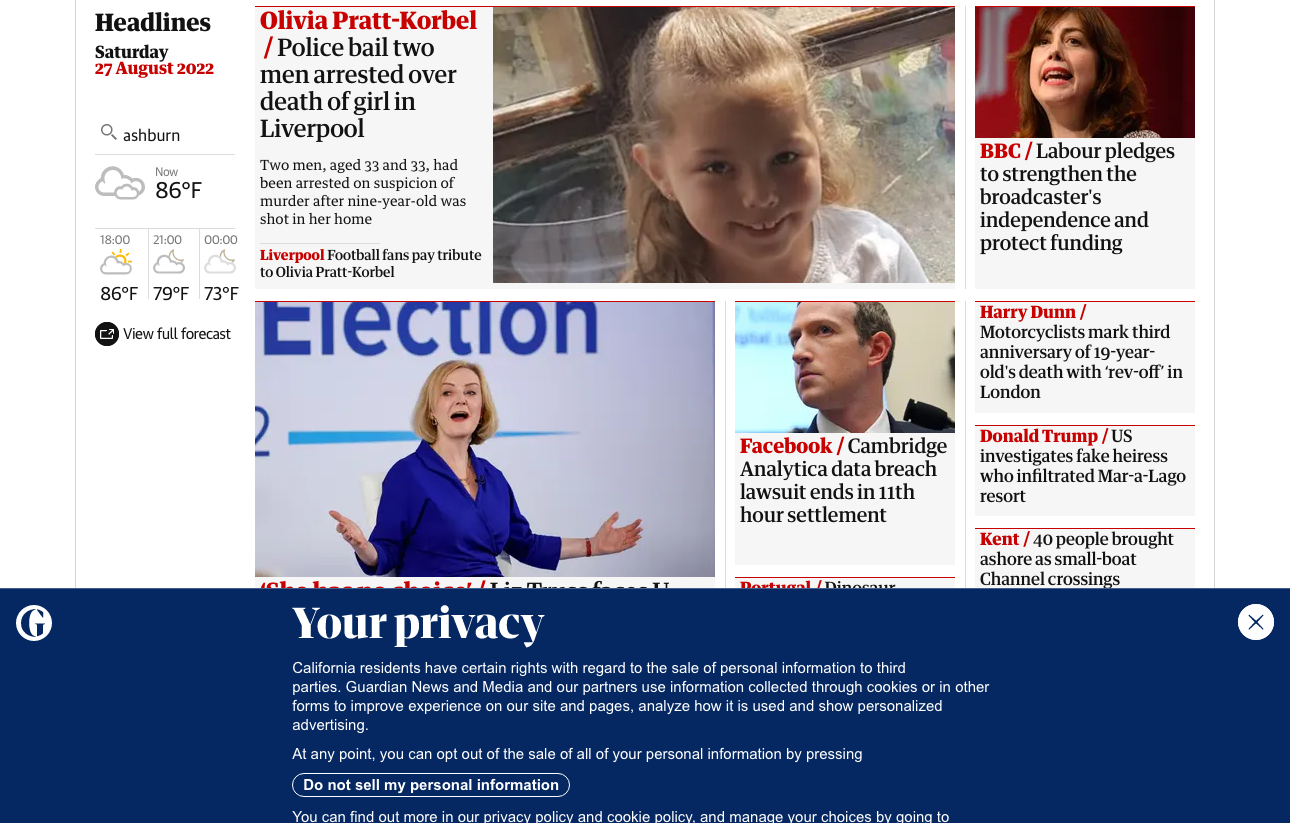 Headlines
Saturday
27 August 2022
ashburn
Now
86°F
18:00
21:00
00:00
86°F
79°F
73°F
View full forecast
Olivia Pratt-Korbel
/ Police bail two
men arrested over
death of girl in
Liverpool
Two men, aged 33 and 33, had
been arrested on suspicion of
murder after nine-year-old was
shot in her home
Liverpool Football fans pay tribute
to Olivia Pratt-Korbel
BBC / Labour pledges
to strengthen the
broadcaster's
independence and
protect funding
Election
2
‘She has no choice’ / Liz Truss faces U
Facebook / Cambridge
Analytica data breach
lawsuit ends in 11th
hour settlement
Portugal / Dinosaur
Harry Dunn /
Motorcyclists mark third
anniversary of 19-year-
old's death with ‘rev-off’ in
London
Donald Trump / US
investigates fake heiress
who infiltrated Mar-a-Lago
resort
Kent / 40 people brought
ashore as small-boat
Channel crossings
G
Your privacy
California residents have certain rights with regard to the sale of personal information to third
parties. Guardian News and Media and our partners use information collected through cookies or in other
forms to improve experience on our site and pages, analyze how it is used and show personalized
advertising.
At any point, you can opt out of the sale of all of your personal information by pressing
Do not sell my personal information
You can find out more in our privacy policy and cookie policy, and manage your choices by going to